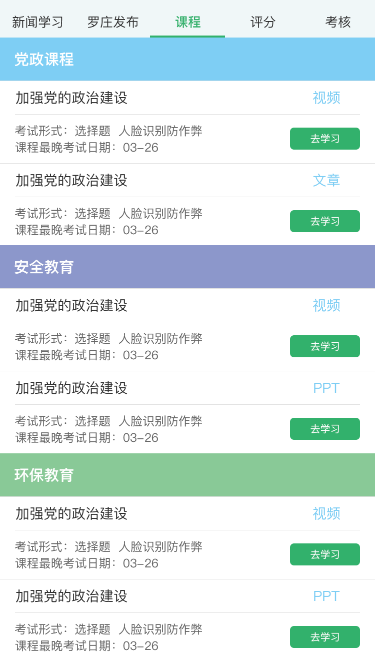 新闻学习 罗庄发布 课程 评分 考核
党政课程
加强党的政治建设 视频
考试形式：选择题 人脸识别防作弊
课程最晚考试日期：03-26
去学习
加强党的政治建设 文章
考试形式：选择题 人脸识别防作弊
课程最晚考试日期：03-26
去学习
安全教育
加强党的政治建设 视频
考试形式：选择题 人脸识别防作弊
课程最晚考试日期：03-26
去学习
加强党的政治建设 PPT
考试形式：选择题 人脸识别防作弊
课程最晚考试日期：03-26
去学习
环保教育
加强党的政治建设 视频
考试形式：选择题 人脸识别防作弊
课程最晚考试日期：03-26
去学习
加强党的政治建设 PPT
考试形式：选择题 人脸识别防作弊
课程最晚考试日期：03-26
去学习